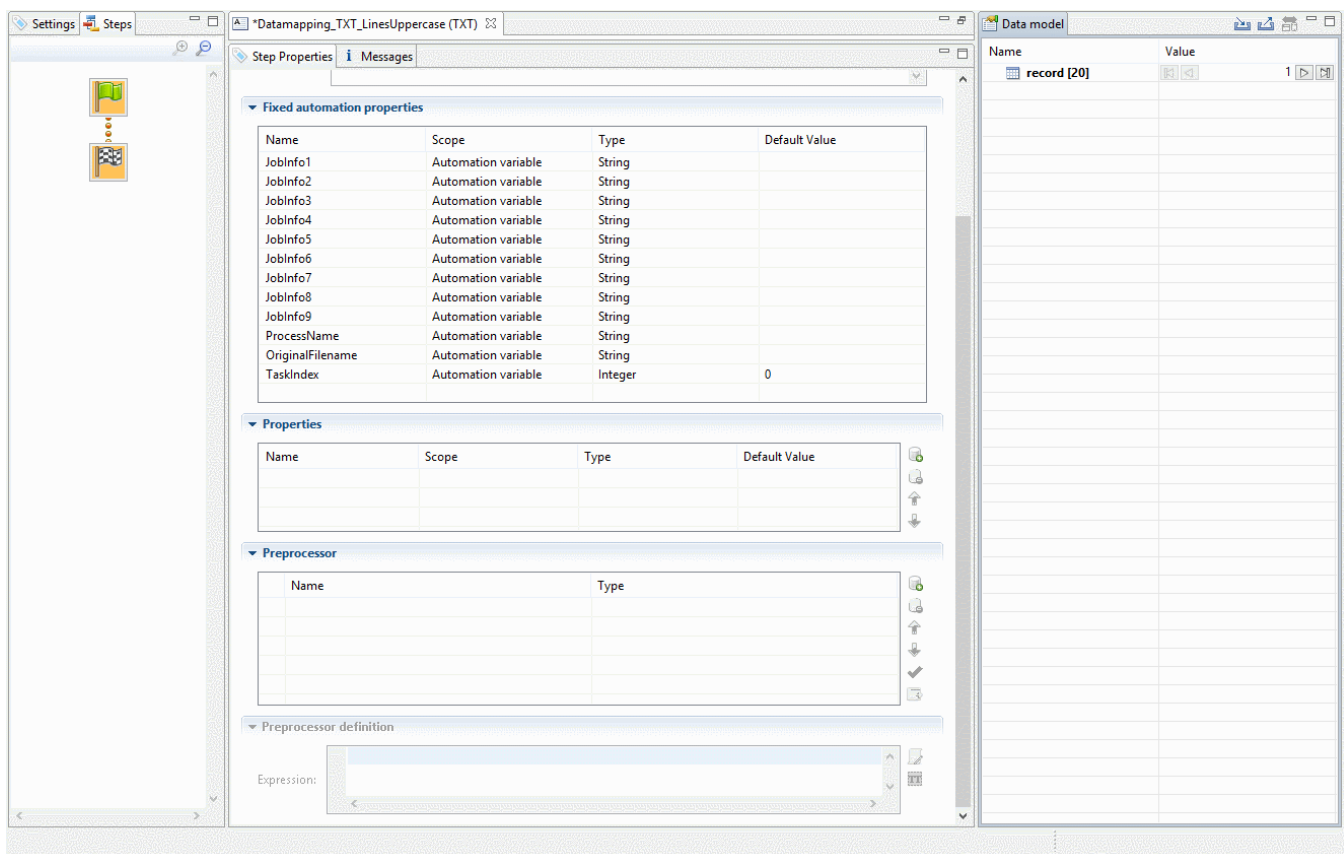 Settings Steps
*Datamapping_TXT_LinesUppercase (TXT)
Step Properties Messages
Fixed automation properties
Name Scope Type Default Value
JobInfo1 Automation variable String
JobInfo2 Automation variable String
JobInfo3 Automation variable String
JobInfo4 Automation variable String
JobInfo5 Automation variable String
JobInfo6 Automation variable String
JobInfo7 Automation variable String
JobInfo8 Automation variable String
JobInfo9 Automation variable String
ProcessName Automation variable String
OriginalFilename Automation variable String
TaskIndex Automation variable Integer 0
Properties
Name Scope Type Default Value
Preprocessor
Name Type
Preprocessor definition
Expression:
Data model
Name Value
record [20] 1